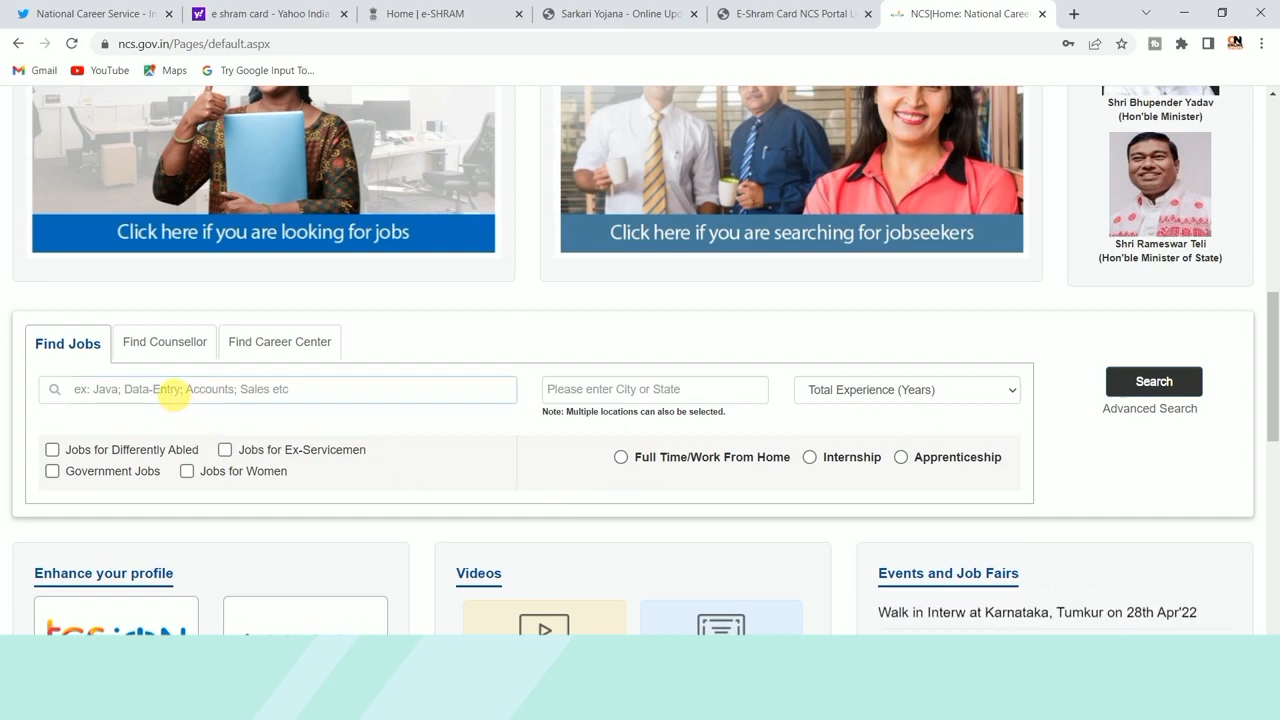 National Career Service - In
e shram card - Yahoo India
Home | e-SHRAM
Sarkari Yojana - Online Upd
E-Shram Card NCS Portal L
NCS|Home: National Caree
ncs.gov.in/Pages/default.aspx
Gmail
YouTube
Maps
Try Google Input To...
Shri Bhupender Yadav
(Hon'ble Minister)
Click here if you are looking for jobs
Click here if you are searching for jobseekers
Shri Rameswar Teli
(Hon'ble Minister of State)
Find Jobs
Find Counsellor
Find Career Center
ex: Java; Data-Entry; Accounts; Sales etc
Please enter City or State
Total Experience (Years)
Search
Note: Multiple locations can also be selected.
Advanced Search
Jobs for Differently Abled
Jobs for Ex-Servicemen
Full Time/Work From Home
Internship
Apprenticeship
Government Jobs
Jobs for Women
Enhance your profile
Videos
Events and Job Fairs
Walk in Interw at Karnataka, Tumkur on 28th Apr'22